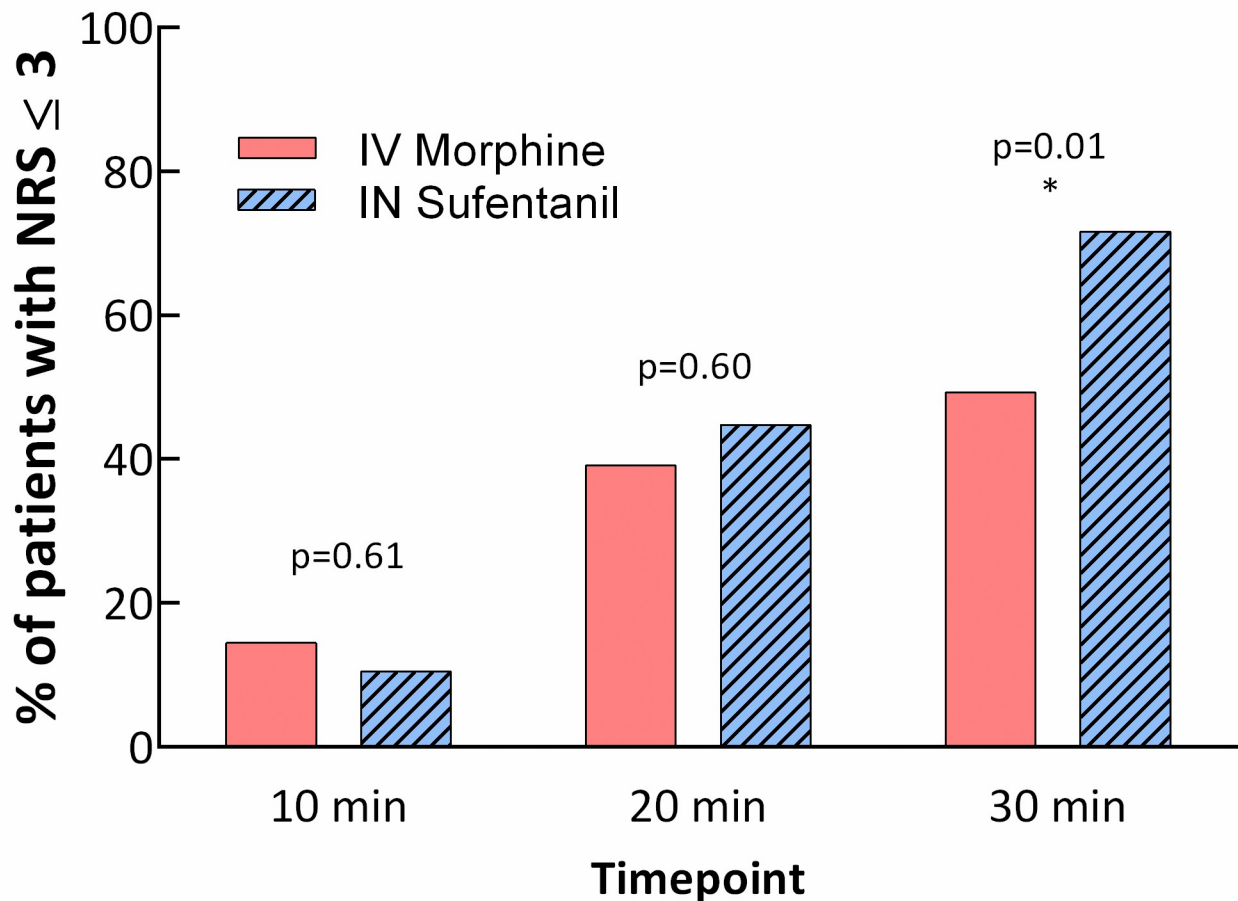 % of patients with NRS ≤ 3
100
80
60
40
20
0
IV Morphine
IN Sufentanil
p=0.61
p=0.60
p=0.01
*
10 min
20 min
30 min
Timepoint